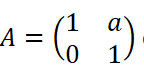 A = (1 a
0 1)